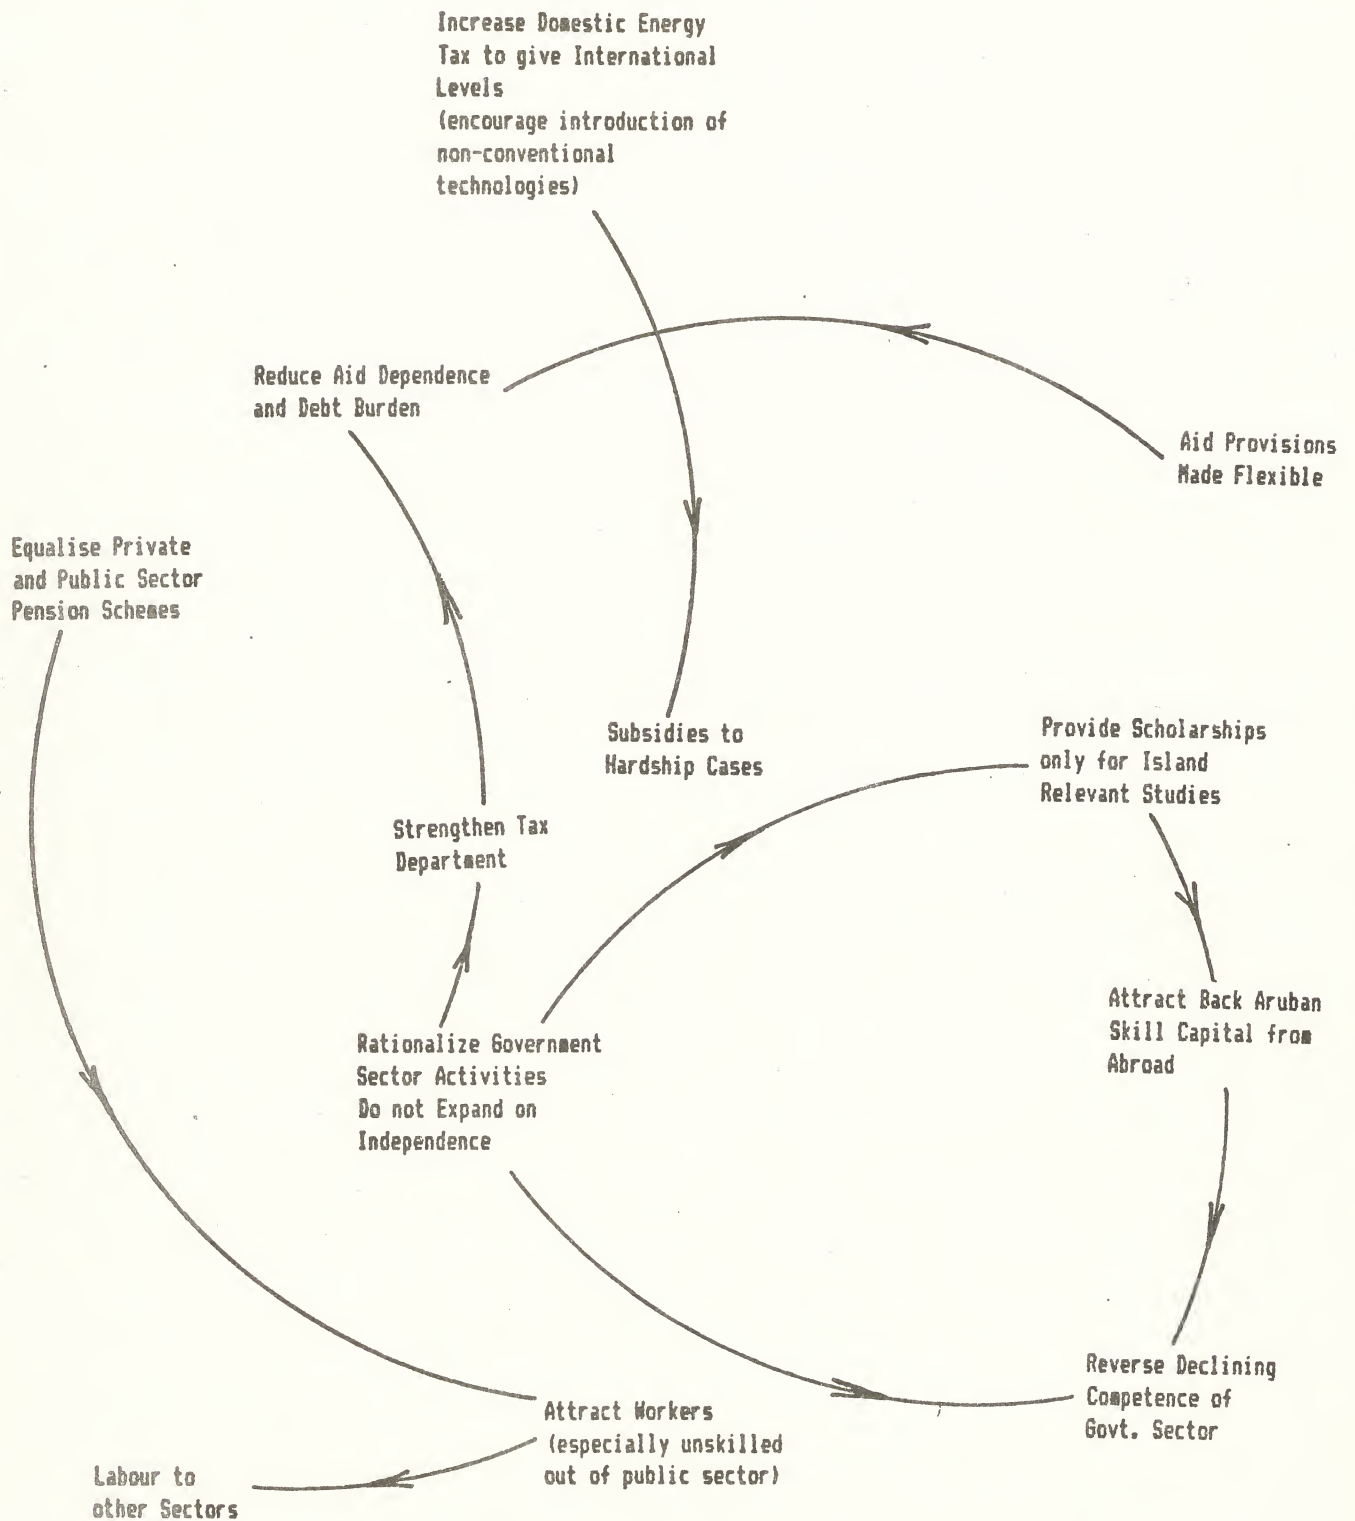 Increase Domestic Energy
Tax to give International
Levels
(encourage introduction of
non-conventional
technologies)
Reduce Aid Dependence
and Debt Burden
Aid Provisions
Made Flexible
Equalise Private
and Public Sector
Pension Schemes
Subsidies to
Hardship Cases
Provide Scholarships
only for Island
Relevant Studies
Strengthen Tax
Department
Attract Back Aruban
Skill Capital from
Abroad
Rationalize Government
Sector Activities
Do not Expand on
Independence
Reverse Declining
Competence of
Govt. Sector
Attract Workers
(especially unskilled
out of public sector)
Labour to
other Sectors